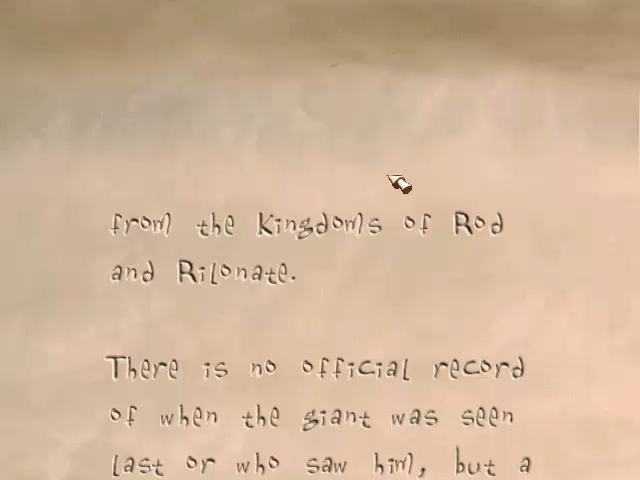 from the Kingdoms of Rod
and Rilonate.
There is no official record
of when the giant was seen
last or who saw him, but a